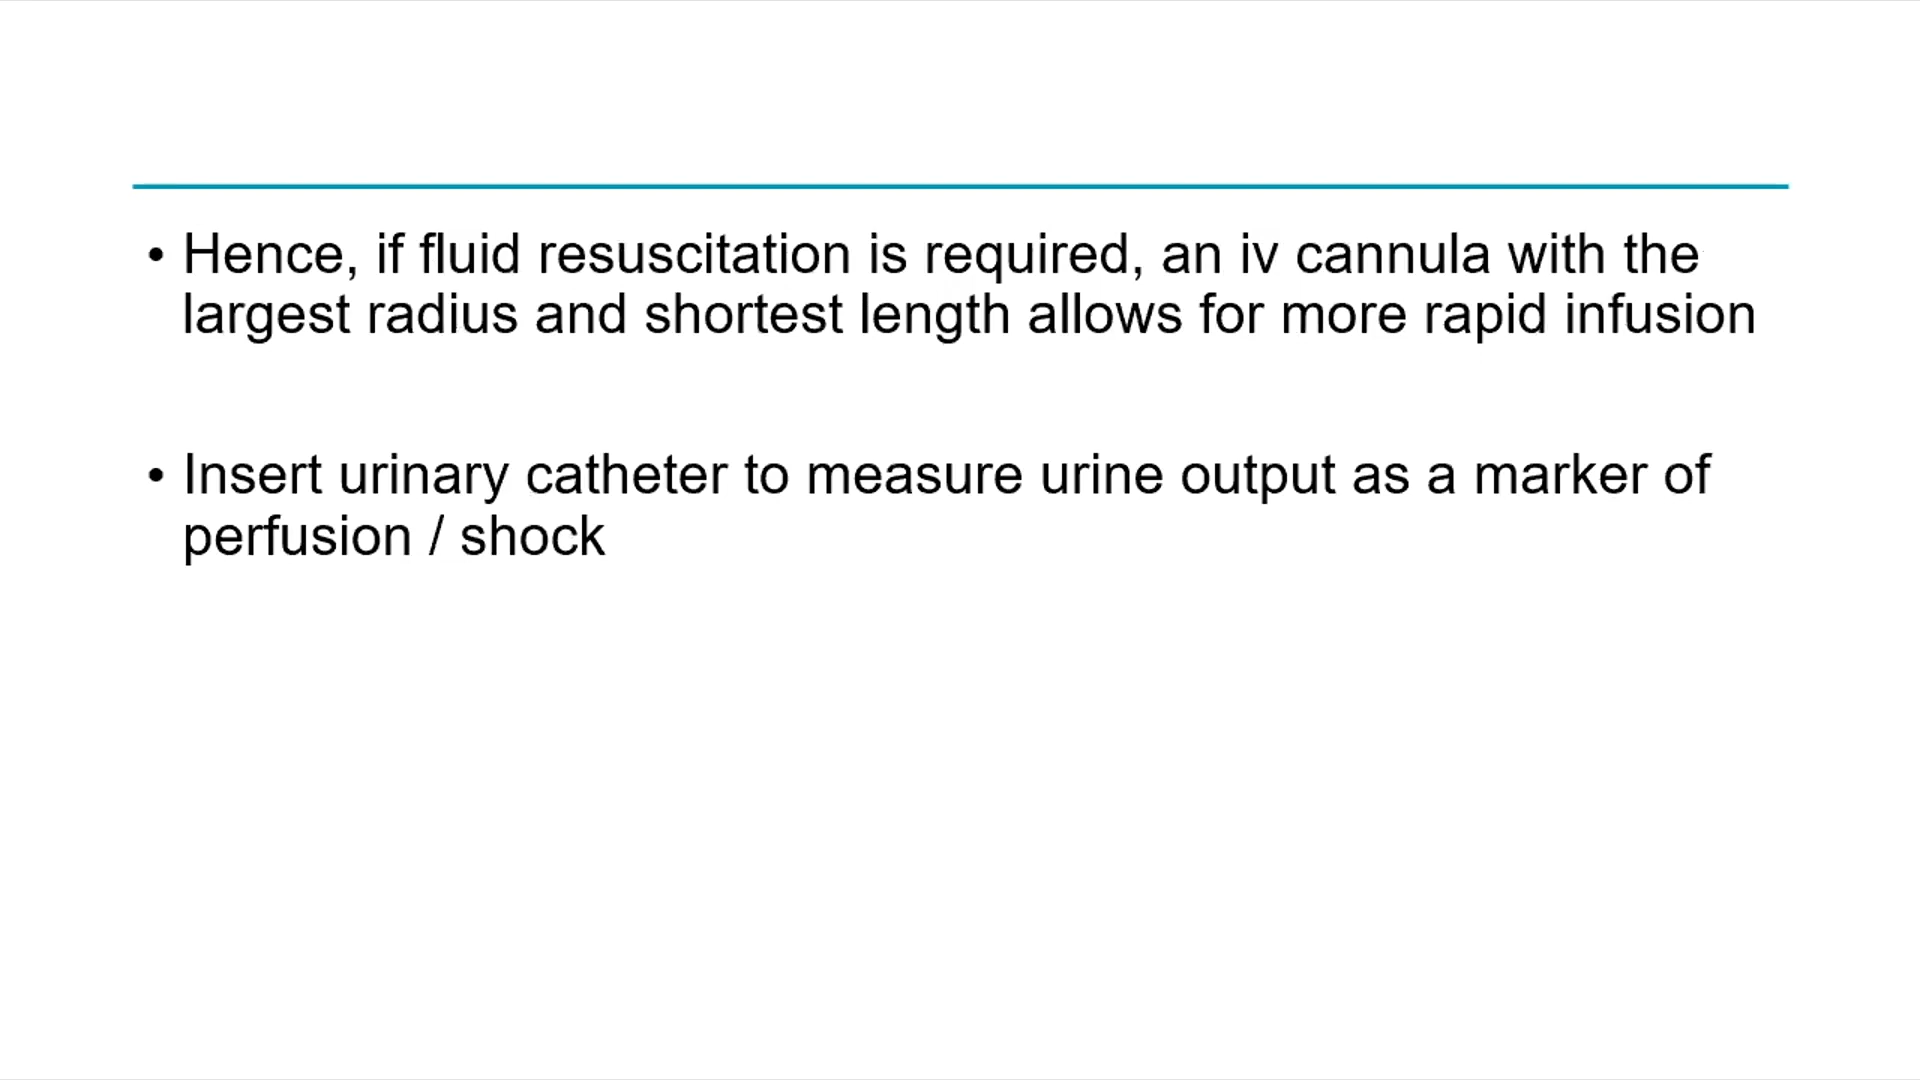 • Hence, if fluid resuscitation is required, an iv cannula with the
largest radius and shortest length allows for more rapid infusion
• Insert urinary catheter to measure urine output as a marker of
perfusion / shock